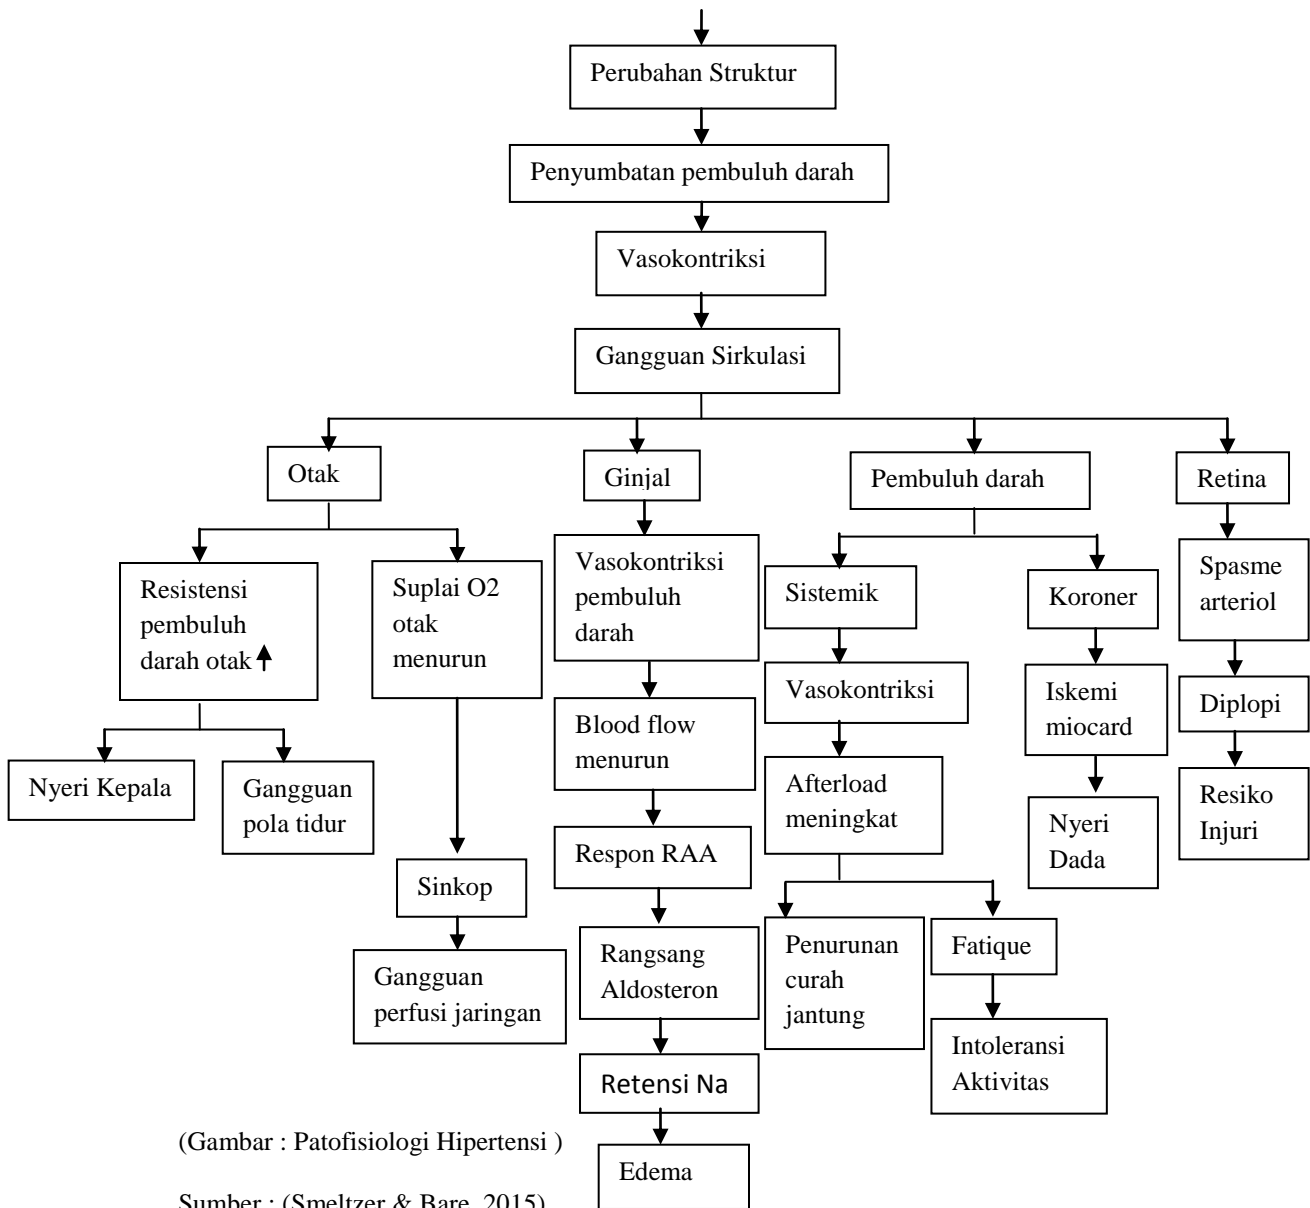 Perubahan Struktur
Penyumbatan pembuluh darah
Vasokontriksi
Gangguan Sirkulasi
Otak
Ginjal
Pembuluh darah
Retina
Resistensi
pembuluh
darah otak
Suplai O2
otak
menurun
Vasokontriksi
pembuluh
darah
Sistemik
Koroner
Spasme
arteriol
Vasokontriksi
Iskemi
miocard
Diplopi
Nyeri Kepala
Gangguan
pola tidur
Blood flow
menurun
Afterload
meningkat
Nyeri
Dada
Resiko
Injuri
Sinkop
Respon RAA
Gangguan
perfusi jaringan
Rangsang
Aldosteron
Penurunan
curah
jantung
Fatique
Intoleransi
Aktivitas
Retensi Na
Edema
(Gambar : Patofisiologi Hipertensi )
Sumber : (Smeltzer & Bare, 2015)